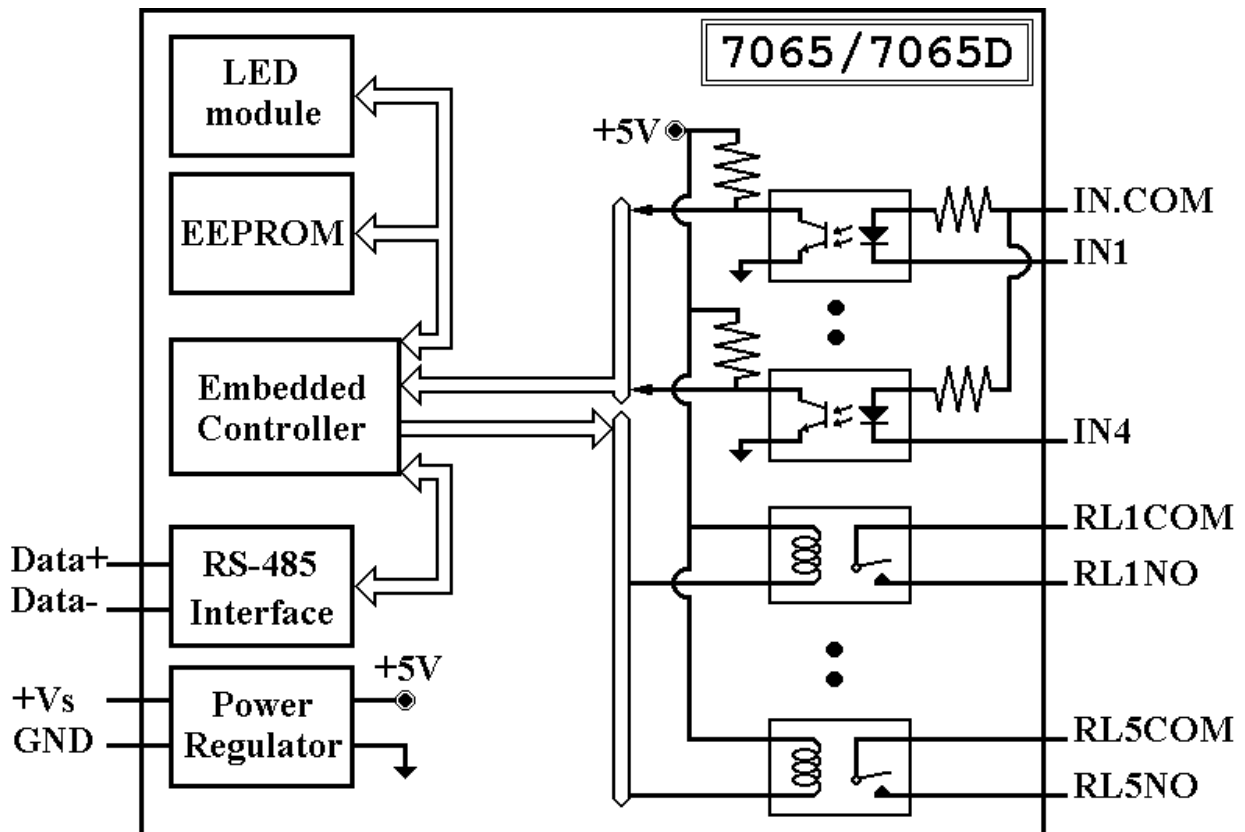 7065/7065D
LED
module
+5V
EEPROM
IN.COM
IN1
Embedded
Controller
IN4
RL1COM
RL1NO
Data+
Data-
RS-485
Interface
+5V
+Vs
GND
Power
Regulator
RL5COM
RL5NO